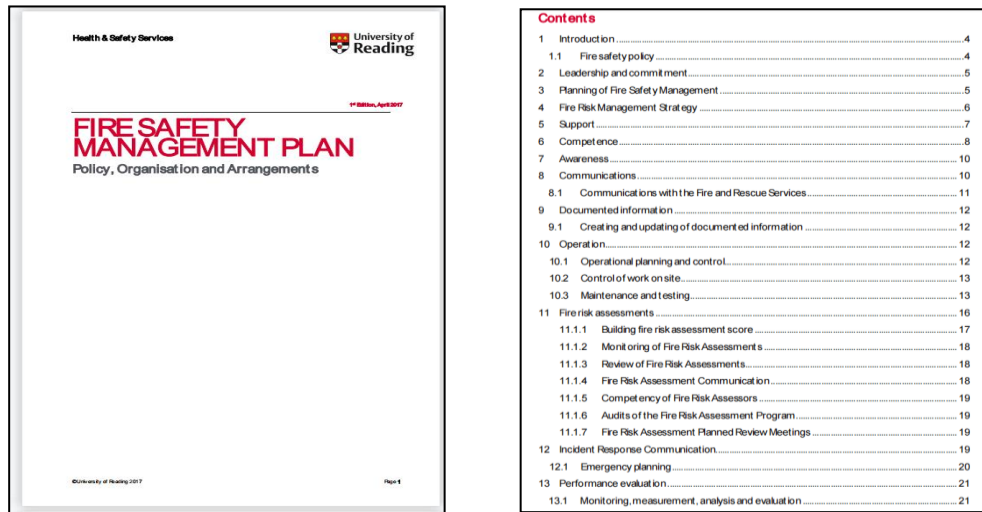 Health & Safety Services
University of
Reading
1st Edition, April 2017
FIRE SAFETY
MANAGEMENT PLAN
Policy, Organisation and Arrangements
©University of Reading 2017
Page 1
Contents
1 Introduction 4
1.1 Fire safety policy 4
2 Leadership and commitment 5
3 Planning of Fire Safety Management 5
4 Fire Risk Management Strategy 6
5 Support 7
6 Competence 8
7 Awareness 10
8 Communications 10
8.1 Communications with the Fire and Rescue Services 11
9 Documented information 12
9.1 Creating and updating of documented information 12
10 Operation 12
10.1 Operational planning and control 12
10.2 Control of work on site 13
10.3 Maintenance and testing 13
11 Fire risk assessments 16
11.1.1 Building fire risk assessment score 17
11.1.2 Monitoring of Fire Risk Assessments 18
11.1.3 Review of Fire Risk Assessments 18
11.1.4 Fire Risk Assessment Communication 18
11.1.5 Competency of Fire Risk Assessors 19
11.1.6 Audits of the Fire Risk Assessment Program 19
11.1.7 Fire Risk Assessment Planned Review Meetings 19
12 Incident Response Communication 19
12.1 Emergency planning 20
13 Performance evaluation 21
13.1 Monitoring, measurement, analysis and evaluation 21